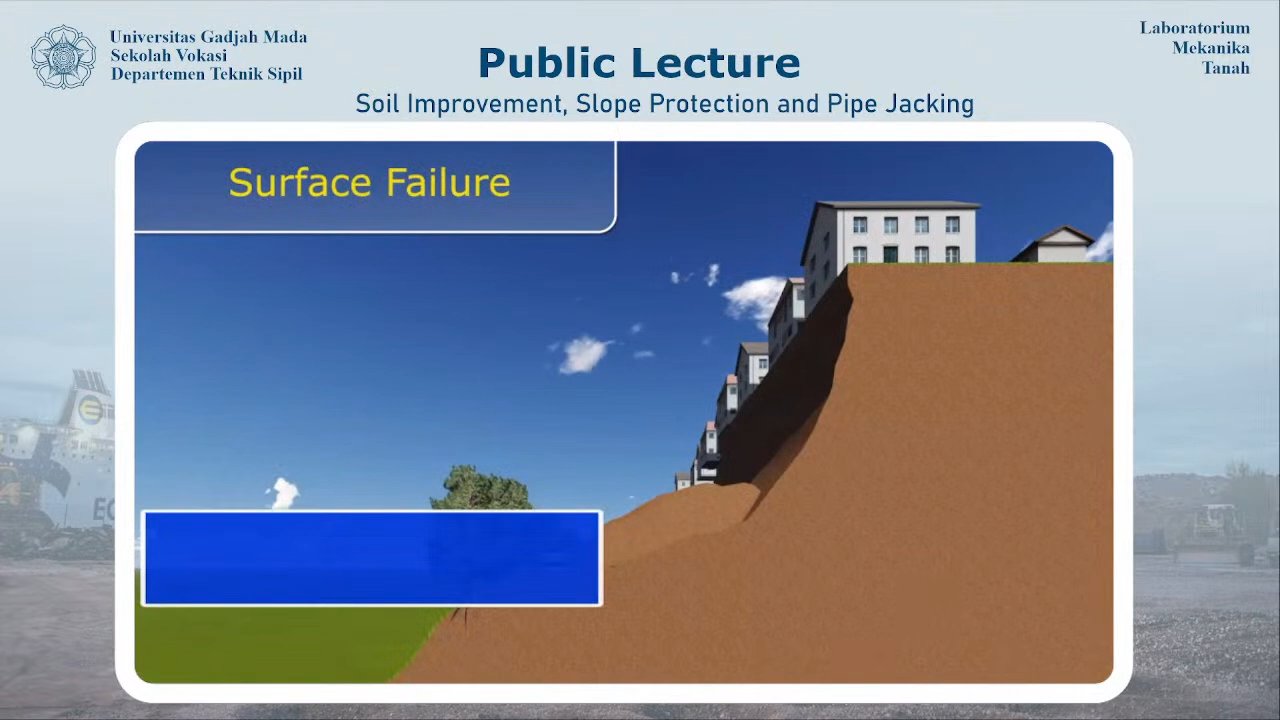 Universitas Gadjah Mada
Sekolah Vokasi
Departemen Teknik Sipil
Public Lecture
Soil Improvement, Slope Protection and Pipe Jacking
Laboratorium
Mekanika
Tanah
Surface Failure